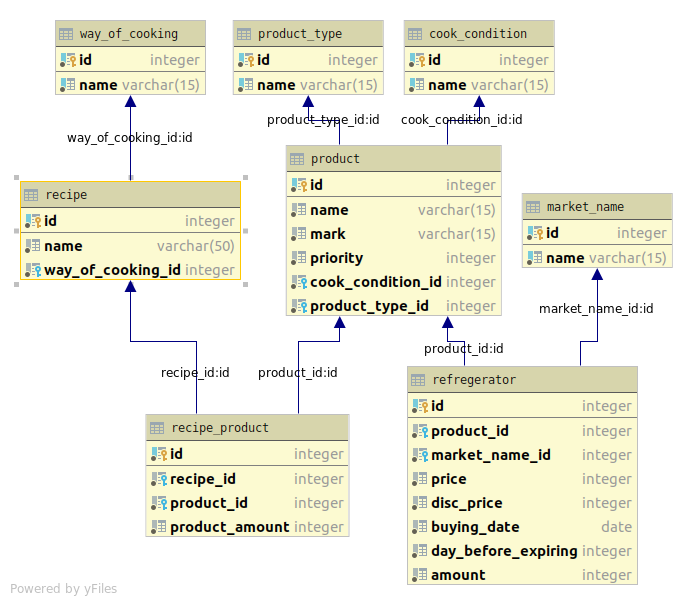 way_of_cooking
id integer
name varchar(15)
product_type
id integer
name varchar(15)
cook_condition
id integer
name varchar(15)
way_of_cooking_id:id
product_type_id:id
cook_condition_id:id
recipe
id integer
name varchar(50)
way_of_cooking_id integer
product
id integer
name varchar(15)
mark varchar(15)
priority integer
cook_condition_id integer
product_type_id integer
market_name
id integer
name varchar(15)
market_name_id:id
product_id:id
recipe_id:id
product_id:id
refregerator
id integer
product_id integer
market_name_id integer
price integer
disc_price integer
buying_date date
day_before_expiring integer
amount integer
recipe_product
id integer
recipe_id integer
product_id integer
product_amount integer
Powered by yFiles